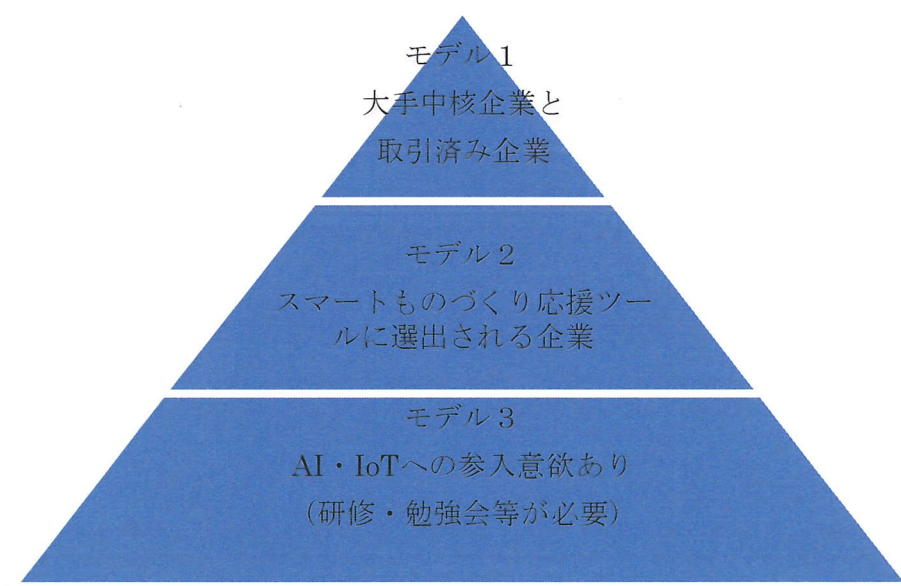 モデル１
大手中核企業と
取引済み企業
モデル２
スマートものづくり応援ツー
ルに選出される企業
モデル３
AI・IoTへの参入意欲あり
（研修・勉強会等が必要）